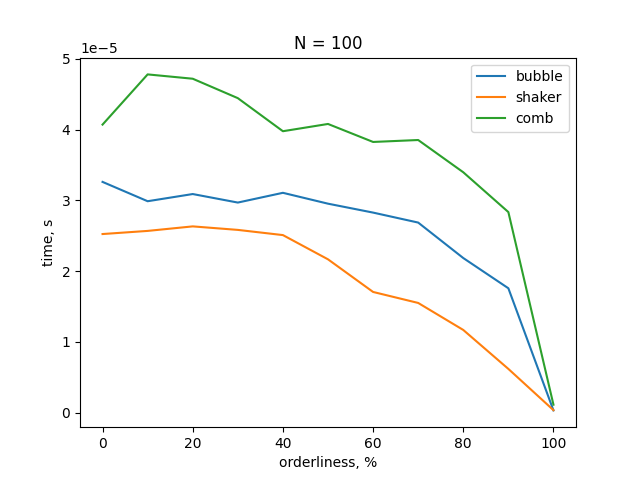 N = 100
1e−5
5
4
3
2
1
0
time, s
0 20 40 60 80 100
orderliness, %
bubble
shaker
comb